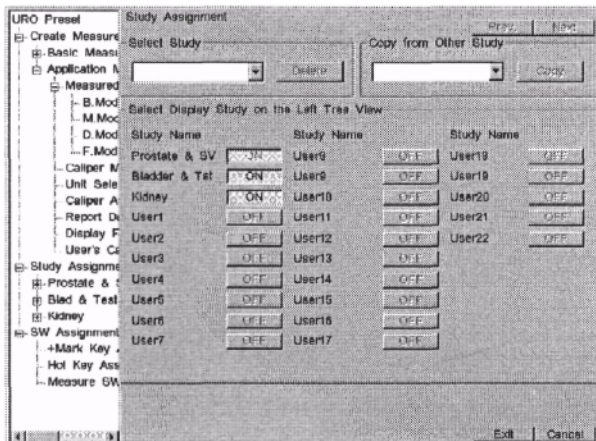 URO Preset
Create Measure
Basic Measu
Application M
Measured
B.Mod
M.Mod
D.Mod
F.Mod
Caliper M
Unit Sele
Caliper A
Report De
Display F
User's Ca
Study Assignme
Prostate & S
Blad & Test
Kidney
SW Assignment
+Mark Key
Hot Key Ass
Measure SW
Study Assignment
Prev. Next
Select Study
Delete
Copy from Other Study
Copy
Select Display Study on the Left Tree View
Study Name Study Name Study Name
Prostate & SV ON User8 OFF User18 OFF
Bladder & Tst ON User9 OFF User19 OFF
Kidney ON User10 OFF User20 OFF
User1 OFF User11 OFF User21 OFF
User2 OFF User12 OFF User22 OFF
User3 OFF User13 OFF
User4 OFF User14 OFF
User5 OFF User15 OFF
User6 OFF User16 OFF
User7 OFF User17 OFF
Exit Cancel